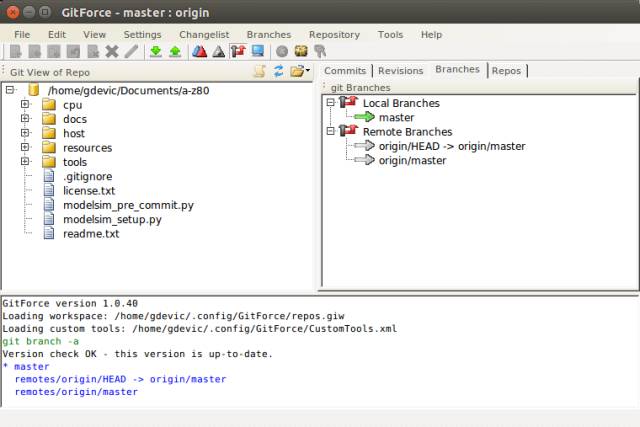 GitForce - master : origin
File Edit View Settings Changelist Branches Repository Tools Help
Git View of Repo
/home/gdevic/Documents/a-z80
cpu
docs
host
resources
tools
.gitignore
license.txt
modelsim_pre_commit.py
modelsim_setup.py
readme.txt
Commits Revisions Branches Repos
git Branches
Local Branches
master
Remote Branches
origin/HEAD -> origin/master
origin/master
GitForce version 1.0.40
Loading workspace: /home/gdevic/.config/GitForce/repos.giw
Loading custom tools: /home/gdevic/.config/GitForce/CustomTools.xml
git branch -a
Version check OK - this version is up-to-date.
* master
remotes/origin/HEAD -> origin/master
remotes/origin/master